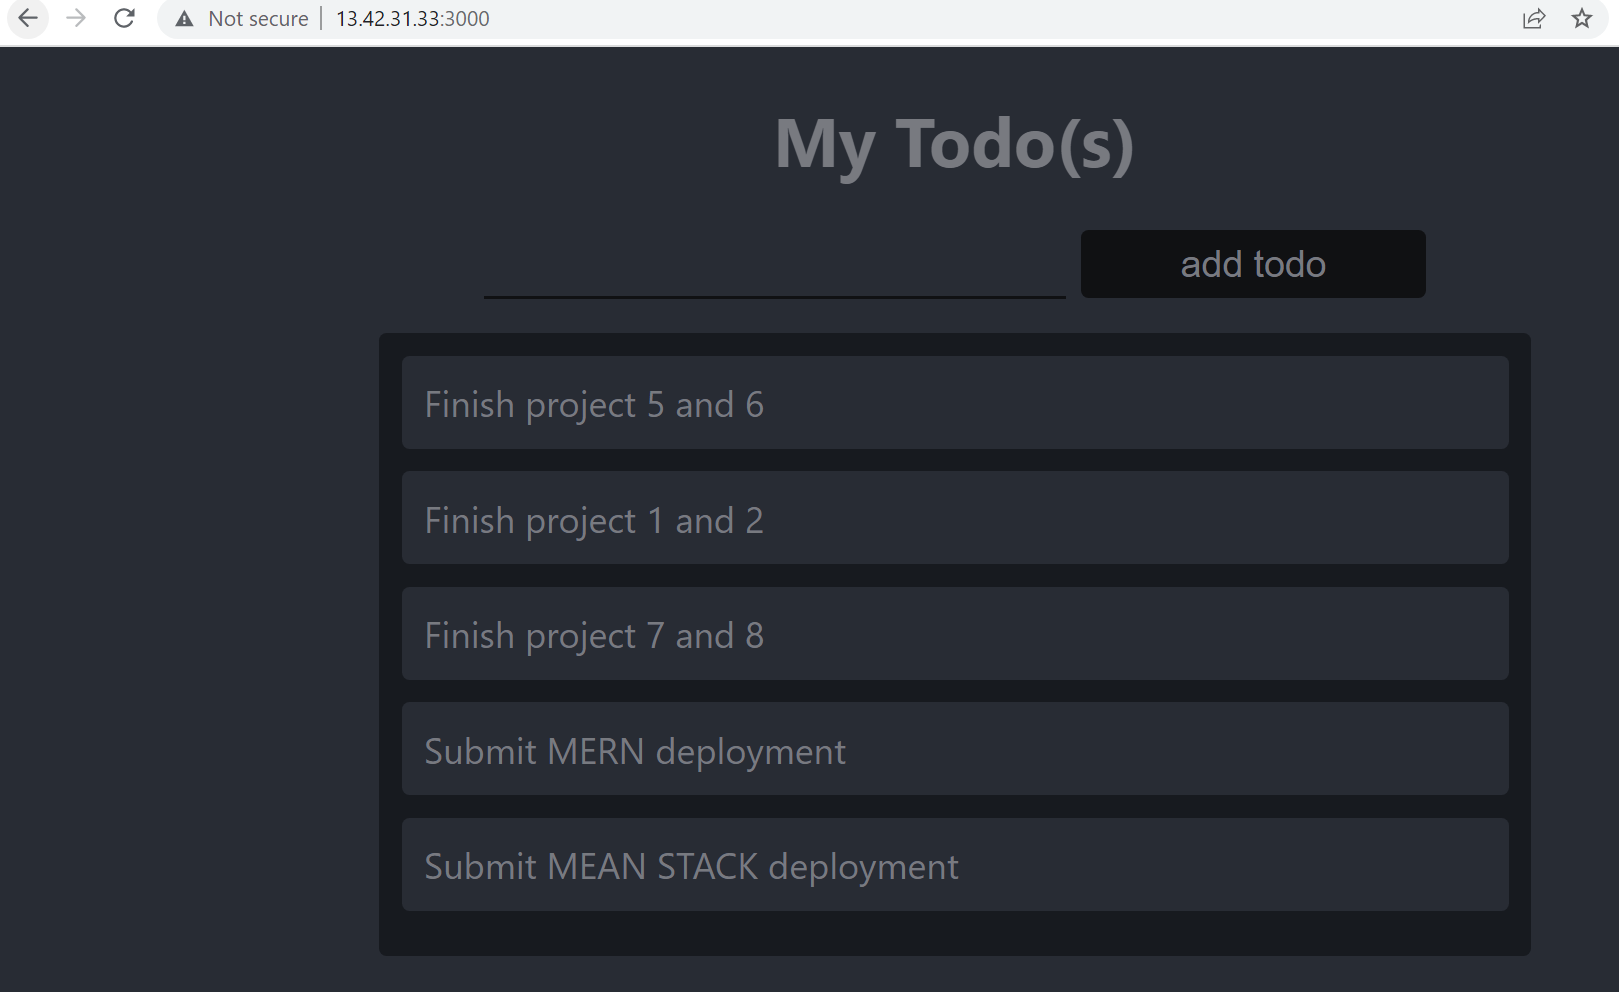 Not secure 13.42.31.33:3000
My Todo(s)
add todo
Finish project 5 and 6
Finish project 1 and 2
Finish project 7 and 8
Submit MERN deployment
Submit MEAN STACK deployment